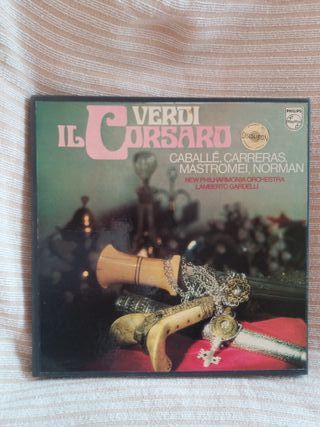 VERDI
IL CORSARO
PHILIPS
CABALLÉ, CARRERAS,
MASTROMEI, NORMAN
NEW PHILHARMONIA ORCHESTRA
LAMBERTO GARDELLI